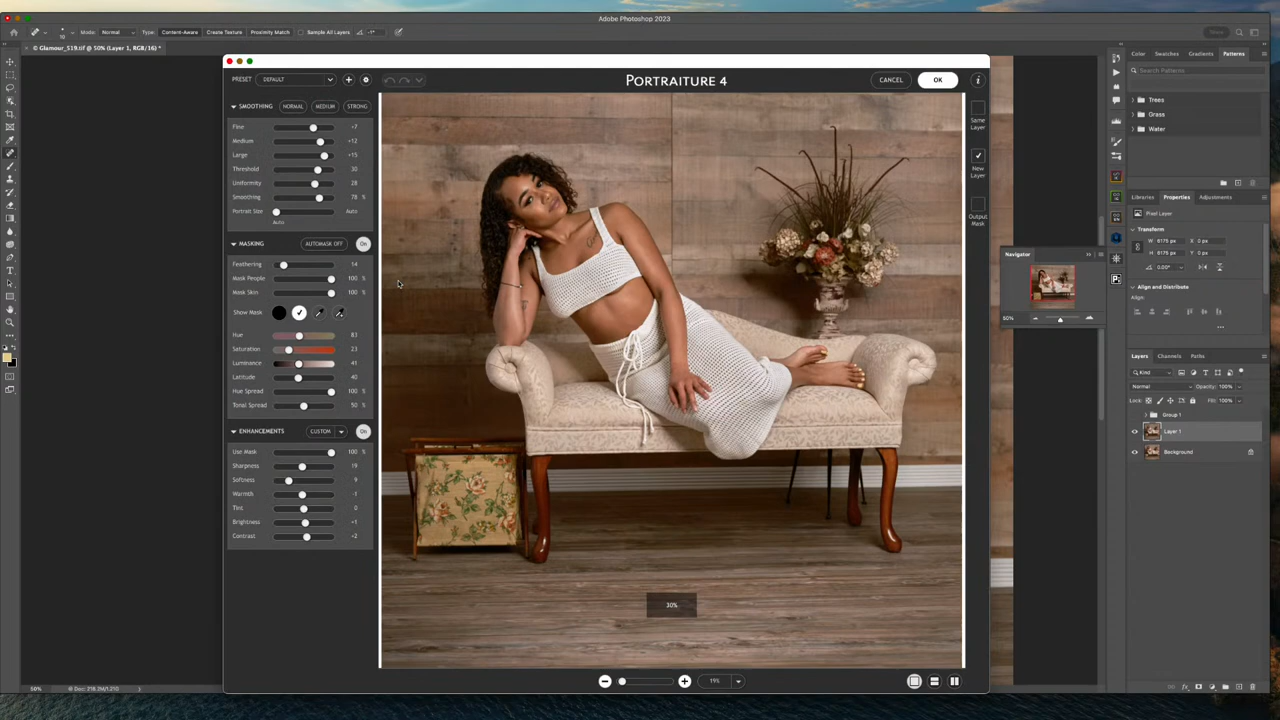 Adobe Photoshop 2023
Mode: Normal Type: Content-Aware Create Texture Proximity Match Sample All Layers
10
© Glamour_519.tif @ 50% (Layer 1, RGB/16) *
PRESET DEFAULT
PORTRAITURE 4
CANCEL OK
SMOOTHING NORMAL MEDIUM STRONG
Fine +7
Medium +12
Large +15
Threshold 30
Uniformity 28
Smoothing 78 %
Portrait Size Auto
Auto
MASKING AUTOMASK OFF On
Feathering 14
Mask People 100 %
Mask Skin 100 %
Show Mask
Hue 83
Saturation 23
Luminance 41
Latitude 40
Hue Spread 100 %
Tonal Spread 50 %
ENHANCEMENTS CUSTOM On
Use Mask 100 %
Sharpness 19
Softness 9
Warmth -1
Tint 0
Brightness +1
Contrast +2
30%
19%
Same
Layer
New
Layer
Output
Mask
Navigator
50%
Color Swatches Gradients Patterns
Search Patterns
Trees
Grass
Water
Libraries Properties Adjustments
Pixel Layer
Transform
W 6175 px X 0 px
H 6175 px Y 0 px
0.00°
Align and Distribute
Align:
Layers Channels Paths
Kind
Normal Opacity: 100%
Lock: Fill: 100%
Group 1
Layer 1
Background
50%